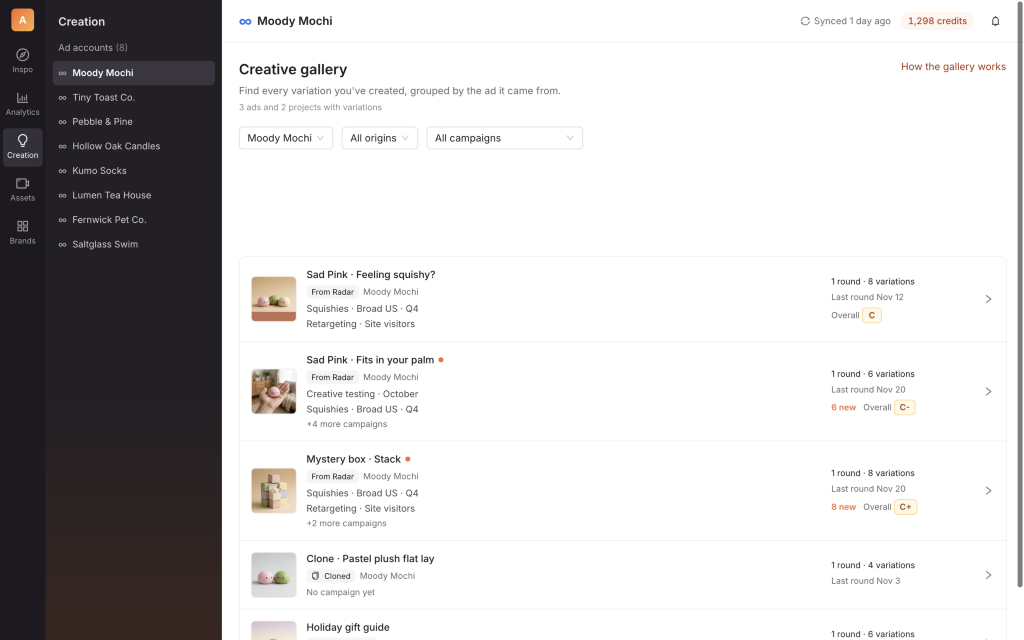 A
Inspo
Analytics
Creation
Assets
Brands
Creation
Ad accounts (8)
Moody Mochi
Tiny Toast Co.
Pebble & Pine
Hollow Oak Candles
Kumo Socks
Lumen Tea House
Fernwick Pet Co.
Saltglass Swim
Moody Mochi
Synced 1 day ago
1,298 credits
Creative gallery
How the gallery works
Find every variation you've created, grouped by the ad it came from.
3 ads and 2 projects with variations
Moody Mochi
All origins
All campaigns
Sad Pink · Feeling squishy?
From Radar Moody Mochi
Squishies · Broad US · Q4
Retargeting · Site visitors
1 round · 8 variations
Last round Nov 12
Overall C
Sad Pink · Fits in your palm
From Radar Moody Mochi
Creative testing · October
Squishies · Broad US · Q4
+4 more campaigns
1 round · 6 variations
Last round Nov 20
6 new Overall C-
Mystery box · Stack
From Radar Moody Mochi
Squishies · Broad US · Q4
Retargeting · Site visitors
+2 more campaigns
1 round · 8 variations
Last round Nov 20
8 new Overall C+
Clone · Pastel plush flat lay
Cloned Moody Mochi
No campaign yet
1 round · 4 variations
Last round Nov 3
Holiday gift guide
1 round · 6 variations